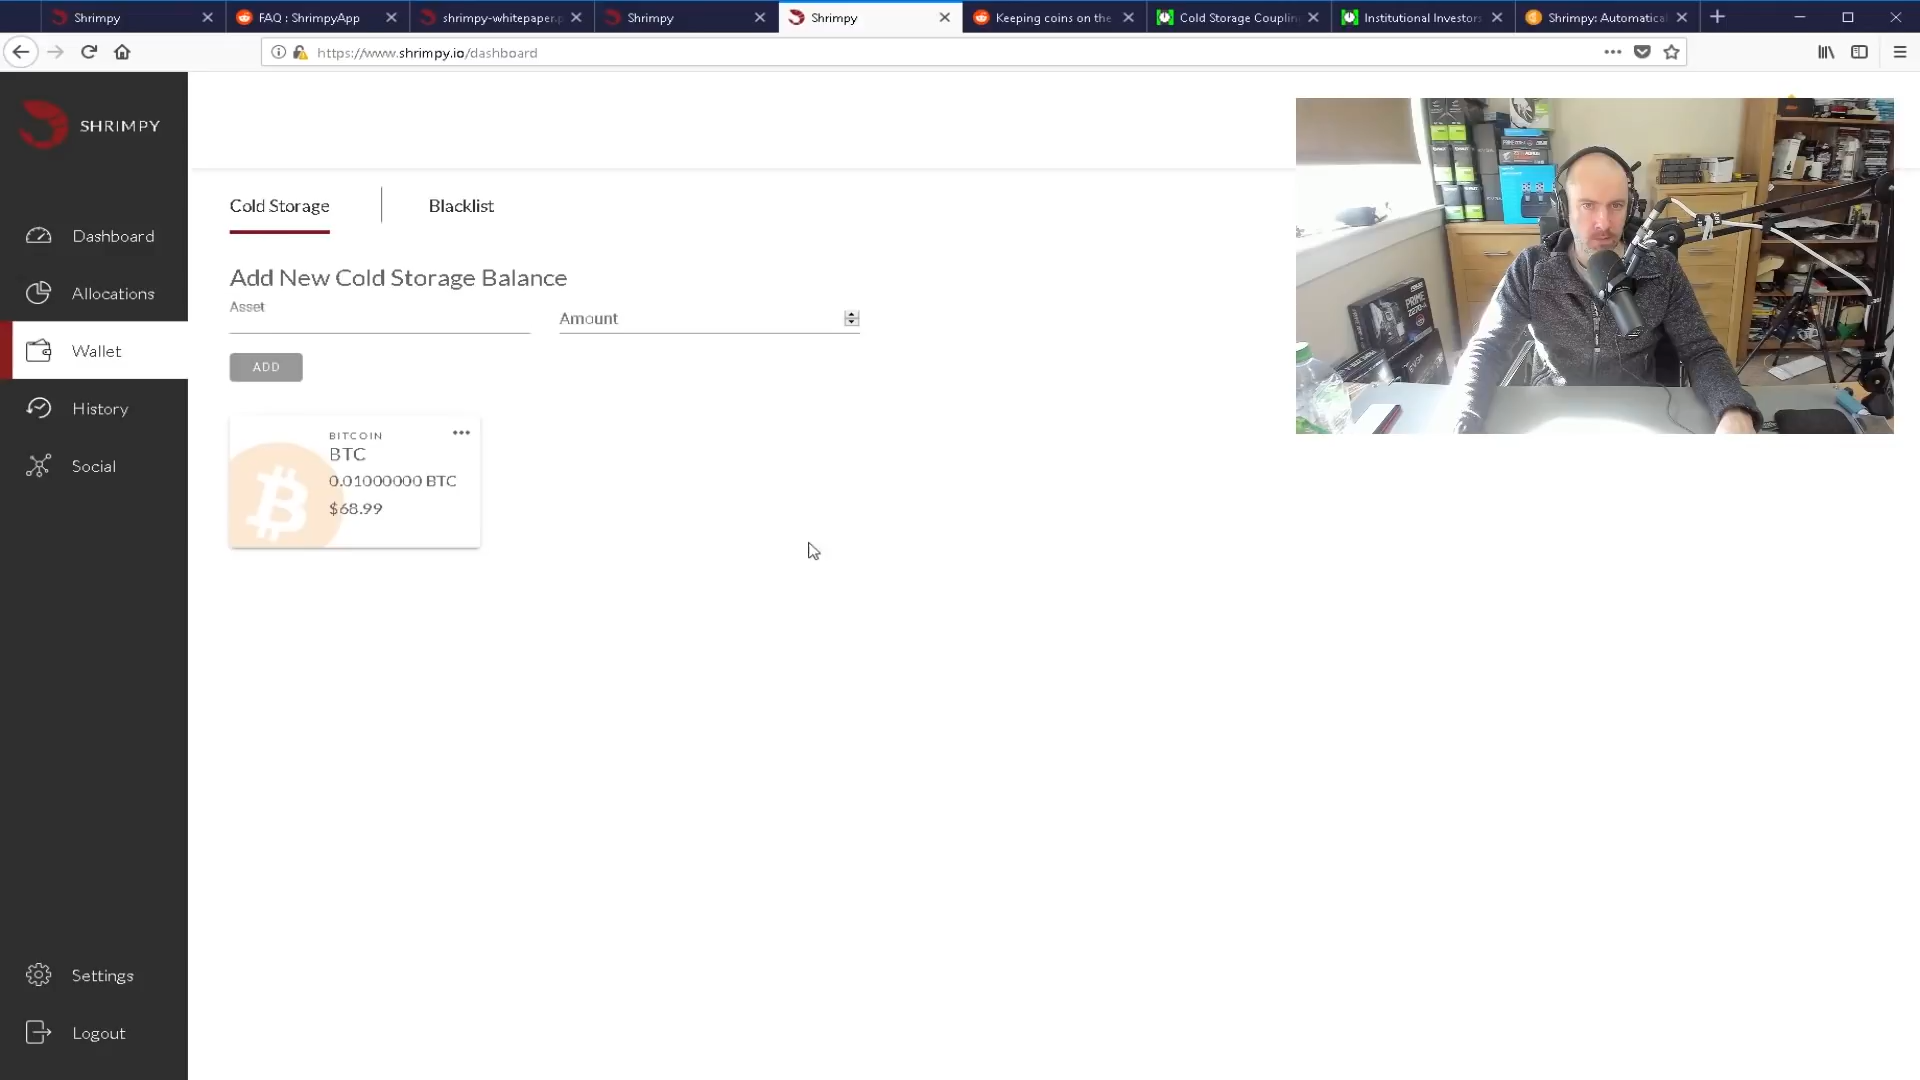 Shrimpy
FAQ : ShrimpyApp
shrimpy-whitepaper.p
Shrimpy
Shrimpy
Keeping coins on the
Cold Storage Couplin
Institutional Investors
Shrimpy: Automatica
https://www.shrimpy.io/dashboard
SHRIMPY
Dashboard
Allocations
Wallet
History
Social
Settings
Logout
Cold Storage
Blacklist
Add New Cold Storage Balance
Asset
Amount
ADD
BITCOIN
BTC
0.01000000 BTC
$68.99
PRIME